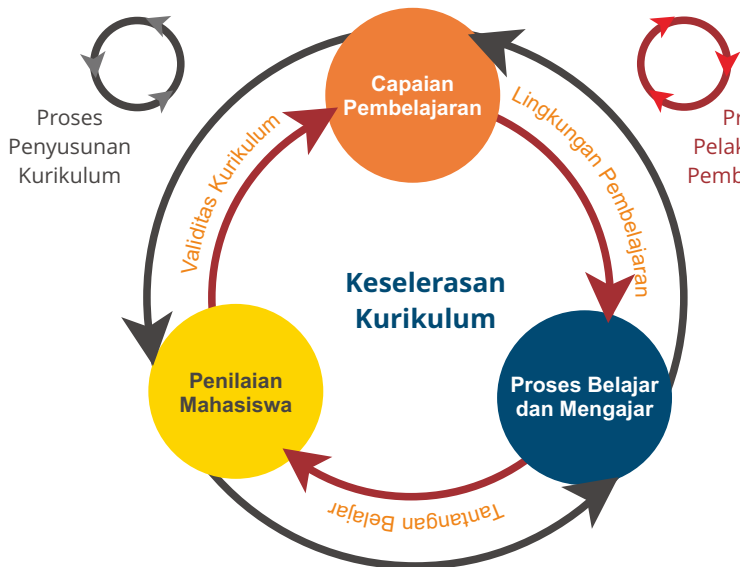 Proses
Penyusunan
Kurikulum
Capaian
Pembelajaran
Validitas Kurikulum
Lingkungan Pembelajaran
Keselerasan
Kurikulum
Penilaian
Mahasiswa
Proses Belajar
dan Mengajar
Tantangan Belajar